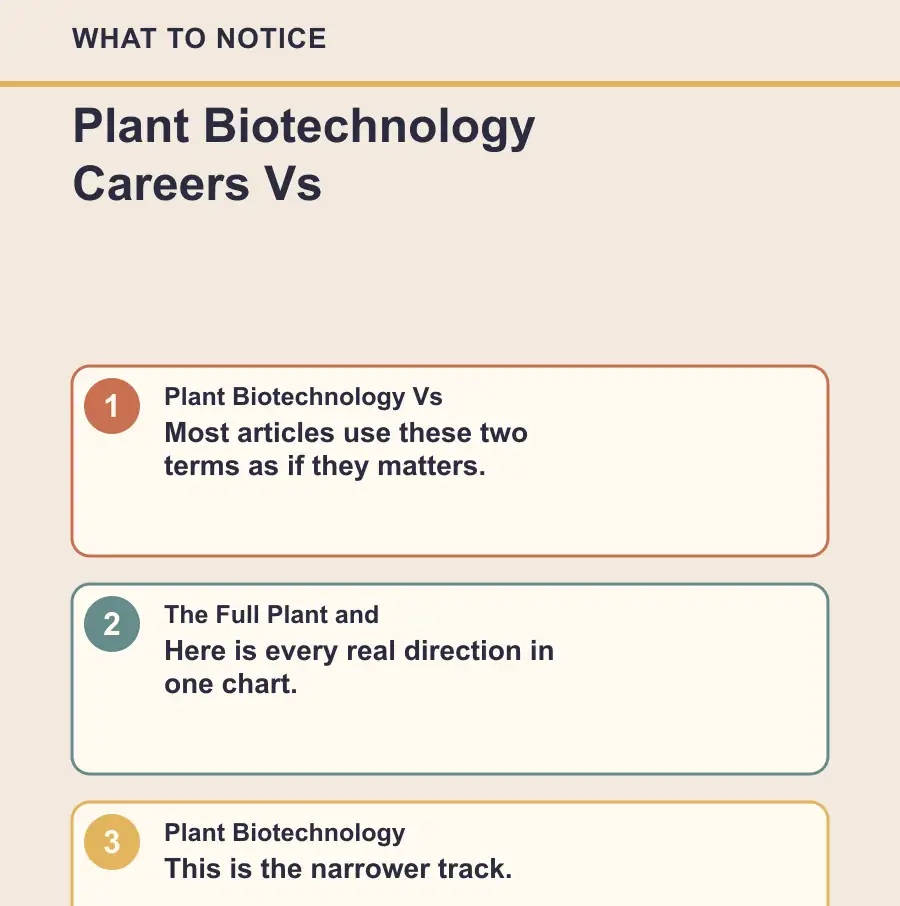 WHAT TO NOTICE
Plant Biotechnology
Careers Vs
1
Plant Biotechnology Vs
Most articles use these two
terms as if they matters.
2
The Full Plant and
Here is every real direction in
one chart.
3
Plant Biotechnology
This is the narrower track.